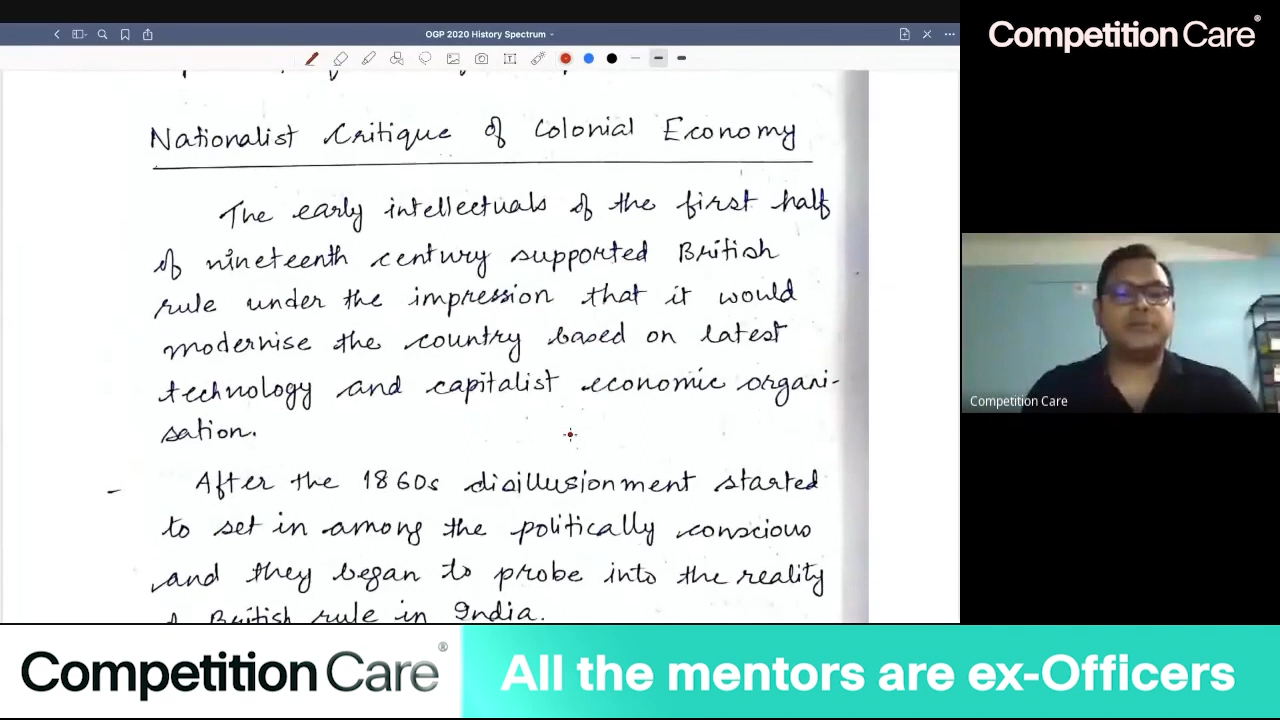 OGP 2020 History Spectrum
Competition Care®
Nationalist Critique of Colonial Economy
The early intellectuals of the first half
of nineteenth century supported British
rule under the impression that it would
modernise the country based on latest
technology and capitalist economic organi-
sation.
Competition Care
- After the 1860s disillusionment started
to set in among the politically conscious
and they began to probe into the reality
of British rule in India.
Competition Care®
All the mentors are ex-Officers